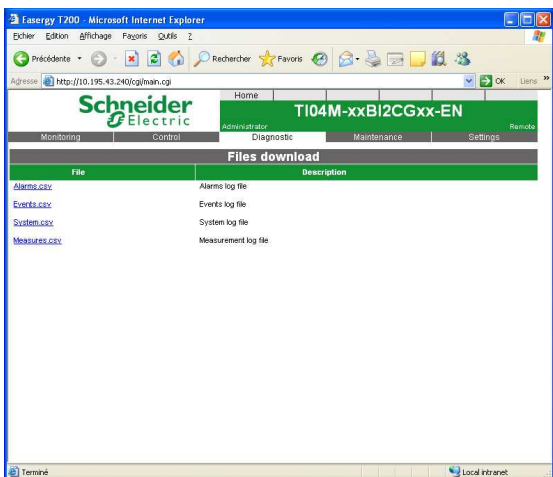 Easergy T200 - Microsoft Internet Explorer
Fichier Edition Affichage Favoris Outils ?
Précédente Rechercher Favoris
Adresse http://10.195.43.240/cgi/main.cgi OK Liens »
Home
Schneider Electric
TI04M-xxBI2CGxx-EN
Administrator Remote
Monitoring Control Diagnostic Maintenance Settings
Files download
File Description
Alarms.csv Alarms log file
Events.csv Events log file
System.csv System log file
Measures.csv Measurement log file
Terminé Local intranet